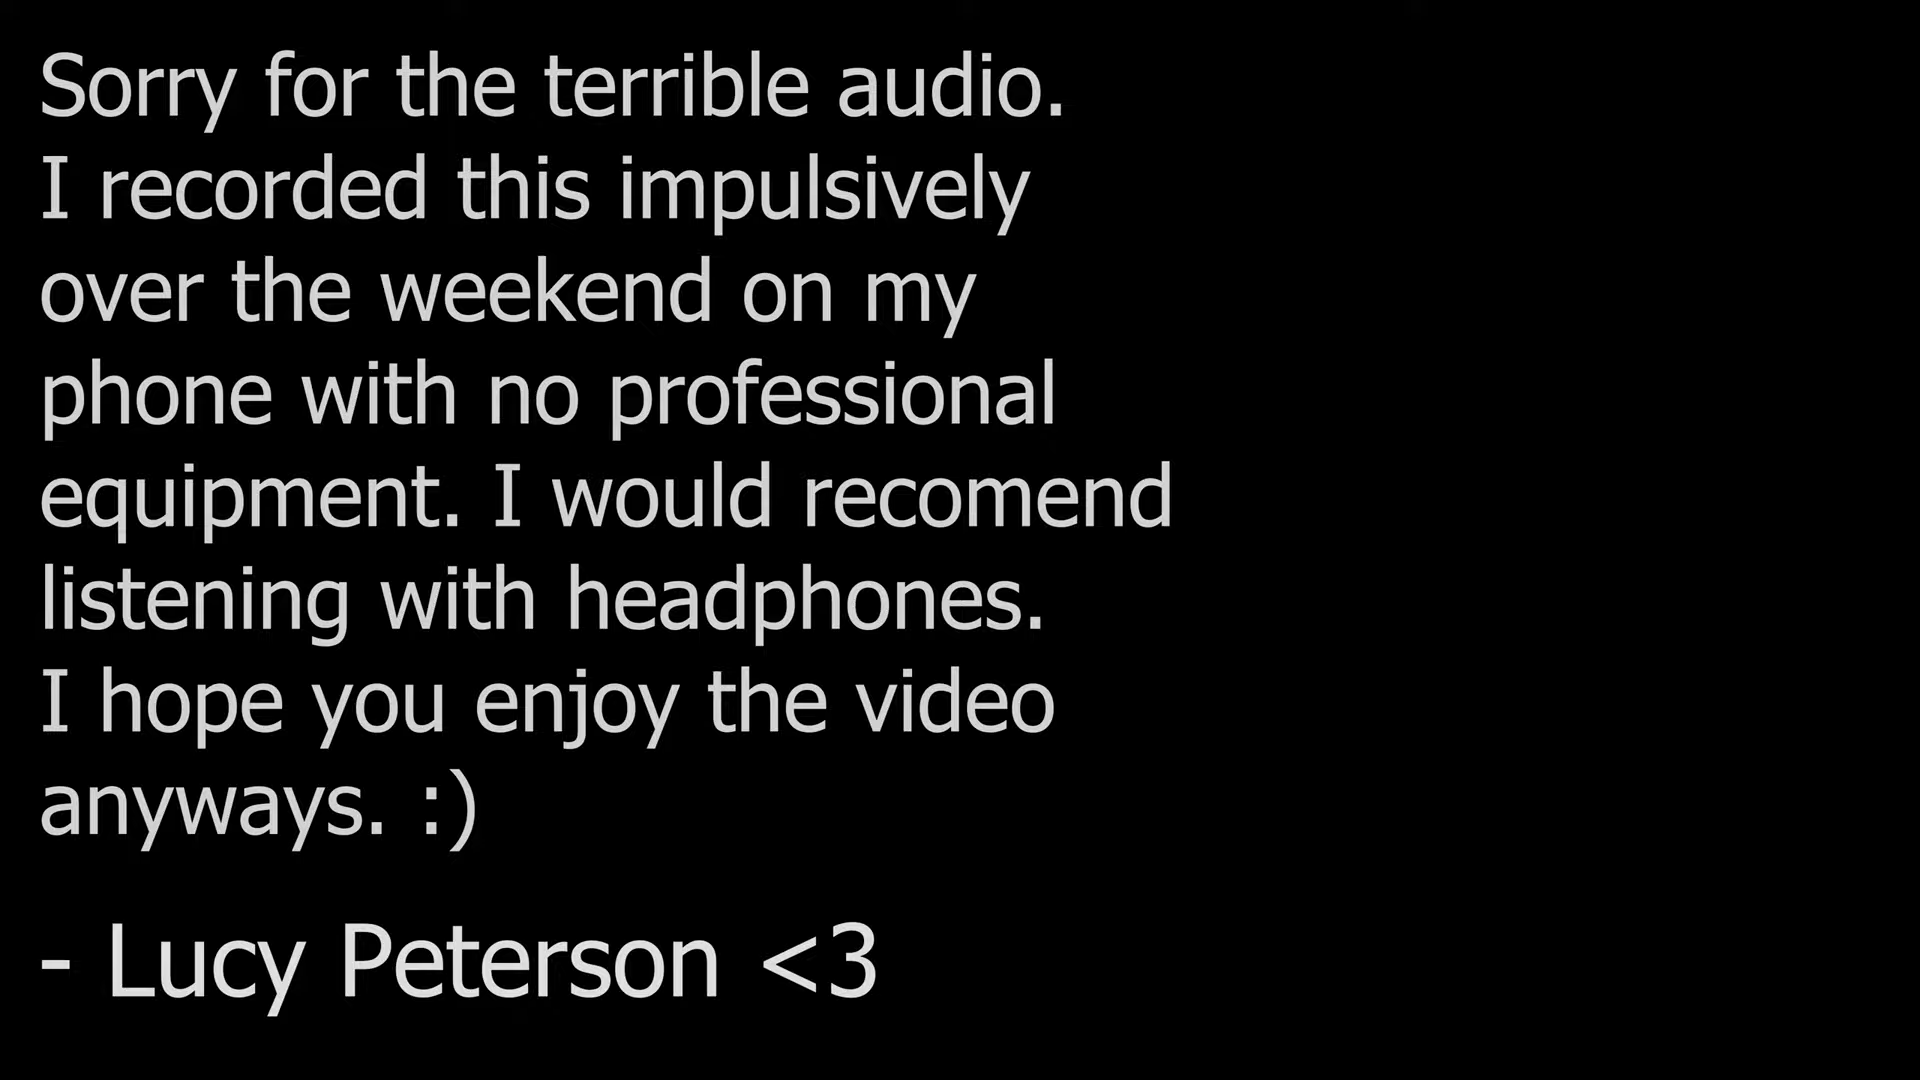 Sorry for the terrible audio.
I recorded this impulsively
over the weekend on my
phone with no professional
equipment. I would recomend
listening with headphones.
I hope you enjoy the video
anyways. :)
- Lucy Peterson <3